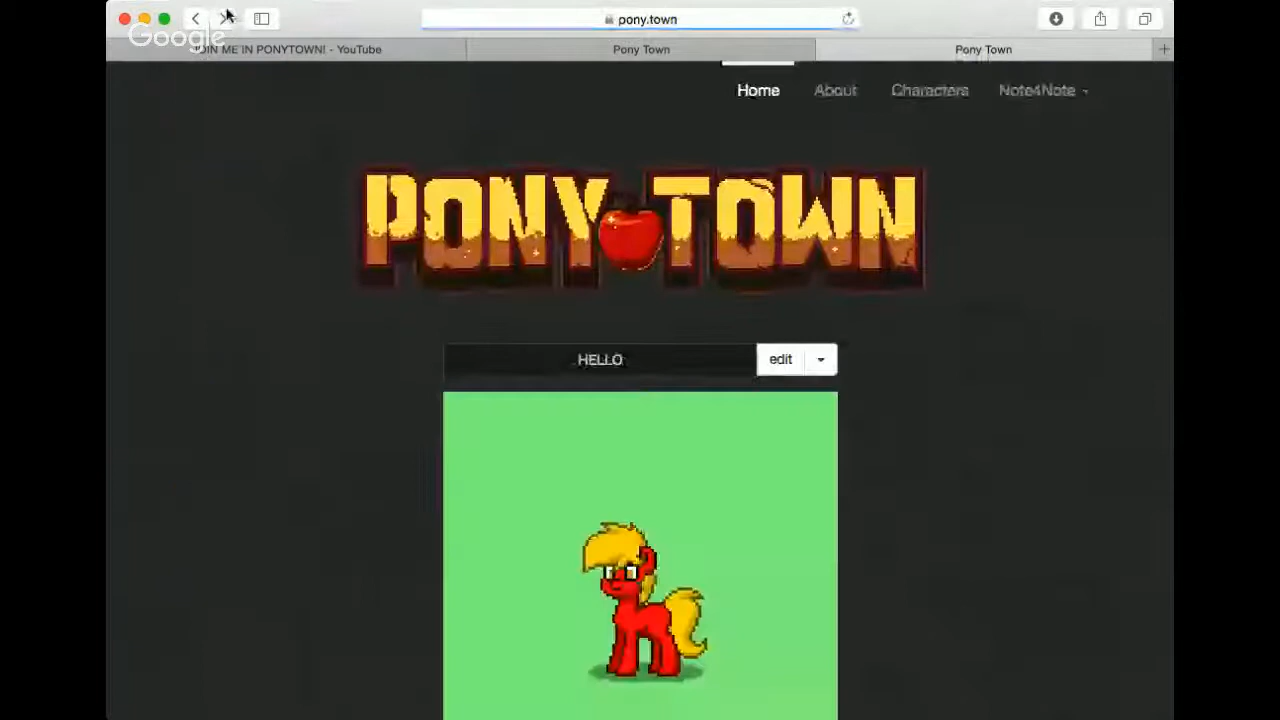 pony.town
Google
JOIN ME IN PONYTOWN! - YouTube
Pony Town
Pony Town
Home
About
Characters
Note4Note
PONY TOWN
HELLO
edit